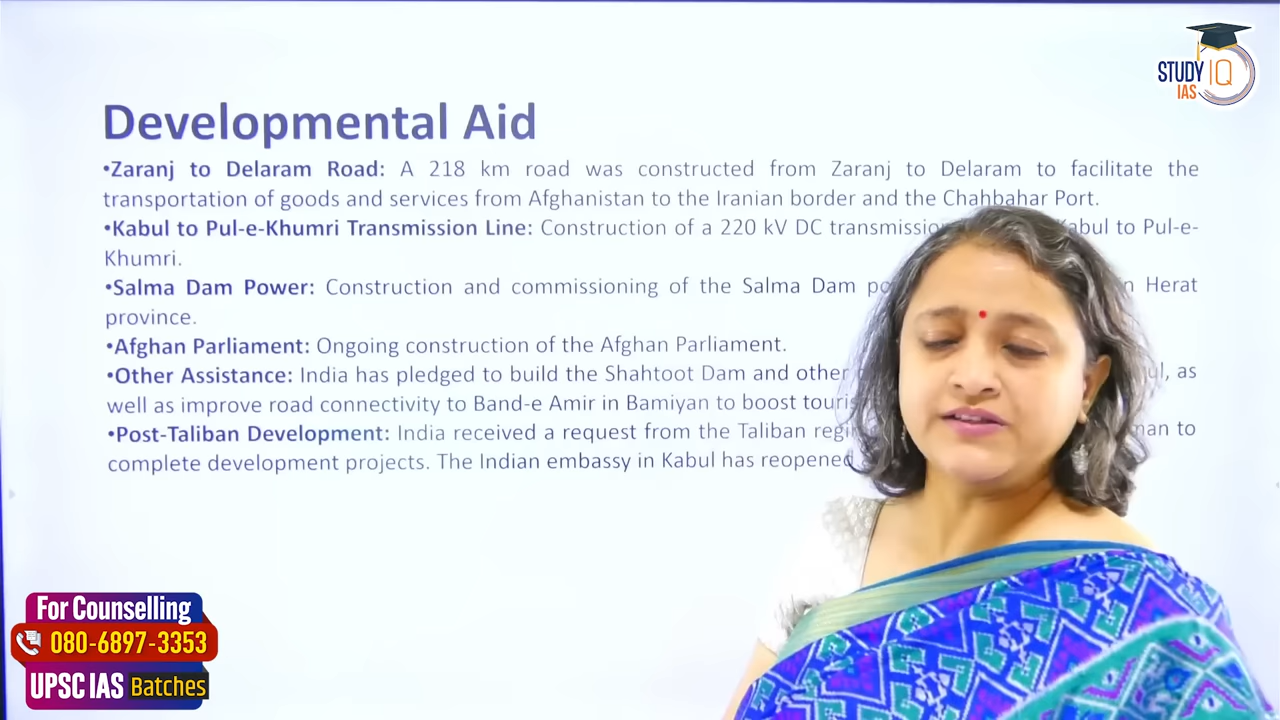 STUDY IQ
IAS
Developmental Aid
•Zaranj to Delaram Road: A 218 km road was constructed from Zaranj to Delaram to facilitate the
transportation of goods and services from Afghanistan to the Iranian border and the Chahbahar Port.
•Kabul to Pul-e-Khumri Transmission Line: Construction of a 220 kV DC Kabul to Pul-e-
Khumri.
•Salma Dam Power: Construction and commissioning of the Salma Dam Herat
province.
•Afghan Parliament: Ongoing construction of the Afghan Parliament.
•Other Assistance: India has pledged to build the Shahtoot Dam and other as
well as improve road connectivity to Band-e Amir in Bamiyan to boost
•Post-Taliban Development: India received a request from the Taliban to
complete development projects. The Indian embassy in Kabul has reopened
For Counselling
080-6897-3353
UPSC IAS Batches